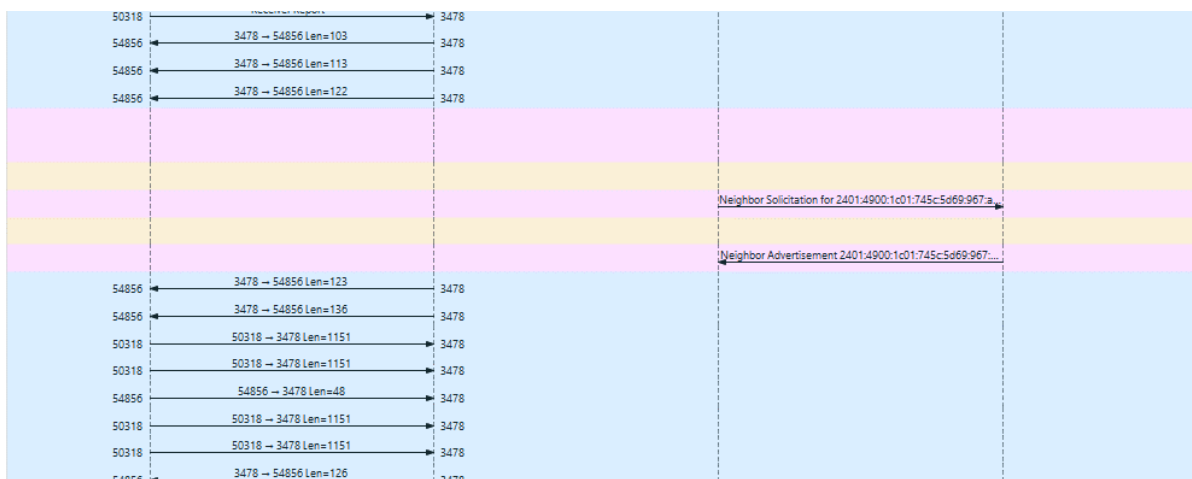 50318 Receiver Report 3478
54856 3478 → 54856 Len=103 3478
54856 3478 → 54856 Len=113 3478
54856 3478 → 54856 Len=122 3478
Neighbor Solicitation for 2401:4900:1c01:745c:5d69:967:a...
Neighbor Advertisement 2401:4900:1c01:745c:5d69:967:...
54856 3478 → 54856 Len=123 3478
54856 3478 → 54856 Len=136 3478
50318 50318 → 3478 Len=1151 3478
50318 50318 → 3478 Len=1151 3478
54856 54856 → 3478 Len=48 3478
50318 50318 → 3478 Len=1151 3478
50318 50318 → 3478 Len=1151 3478
54856 3478 → 54856 Len=126 3478